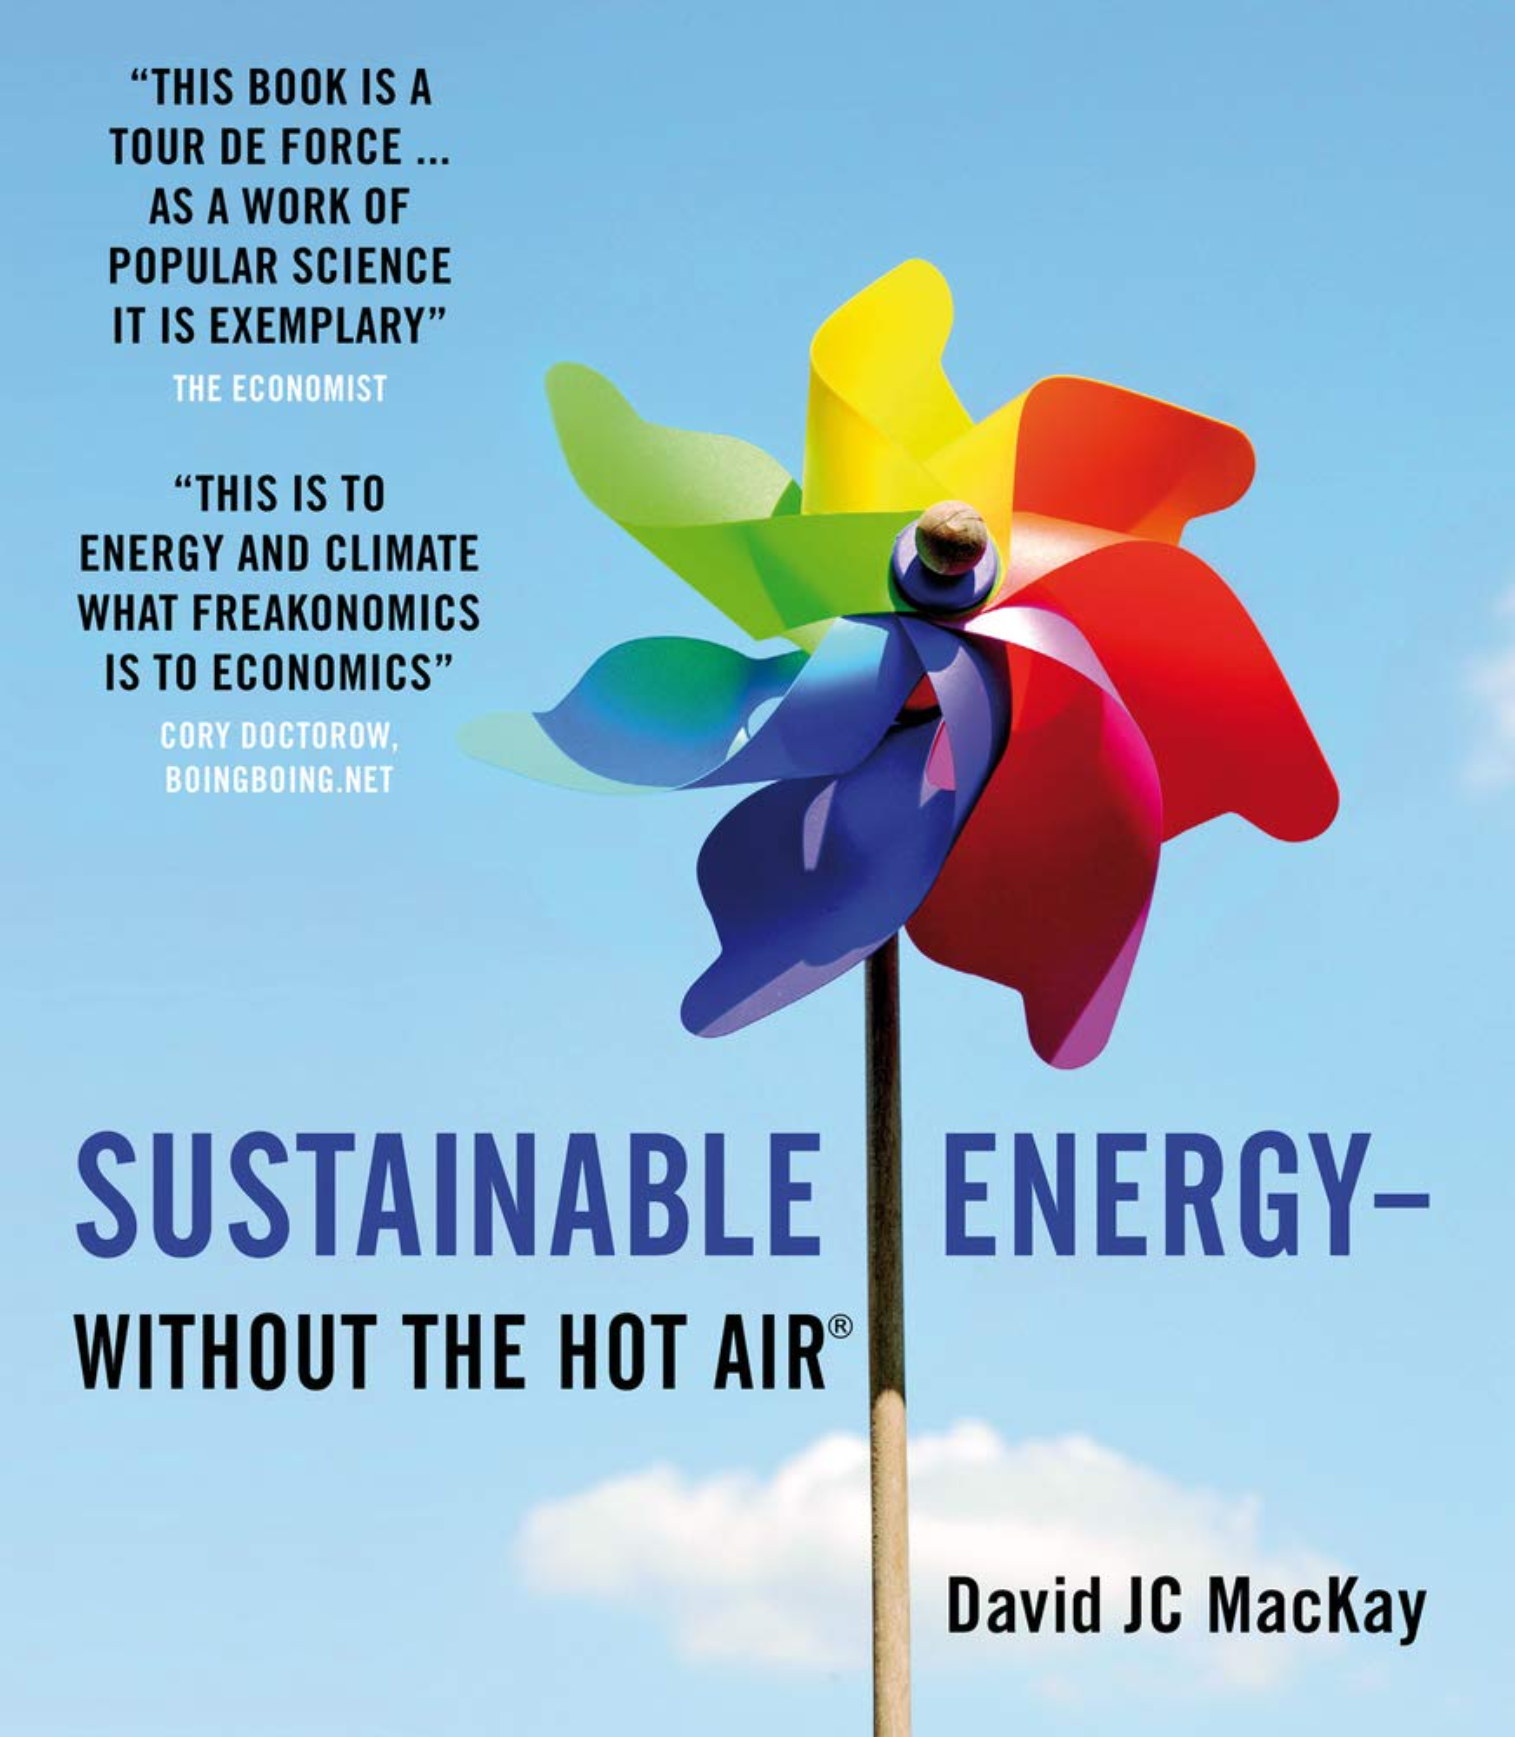 “THIS BOOK IS A
TOUR DE FORCE ...
AS A WORK OF
POPULAR SCIENCE
IT IS EXEMPLARY”
THE ECONOMIST
“THIS IS TO
ENERGY AND CLIMATE
WHAT FREAKONOMICS
IS TO ECONOMICS”
CORY DOCTOROW,
BOINGBOING.NET
SUSTAINABLE ENERGY–
WITHOUT THE HOT AIR®
David JC MacKay